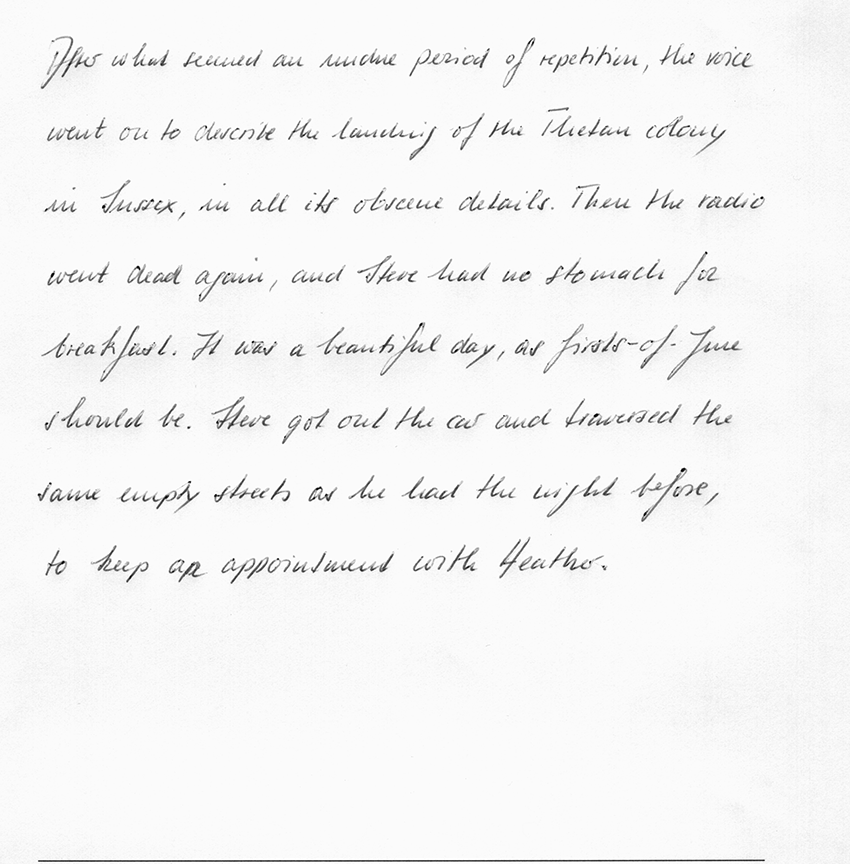 After what seemed an undue period of repetition, the voice
went on to describe the landing of the Thetan colony
in Sussex, in all its obscene details. Then the radio
went dead again, and Steve had no stomach for
breakfast. It was a beautiful day, as firsts-of-June
should be. Steve got out the car and traversed the
same empty streets as he had the night before,
to keep an appointment with Heather.